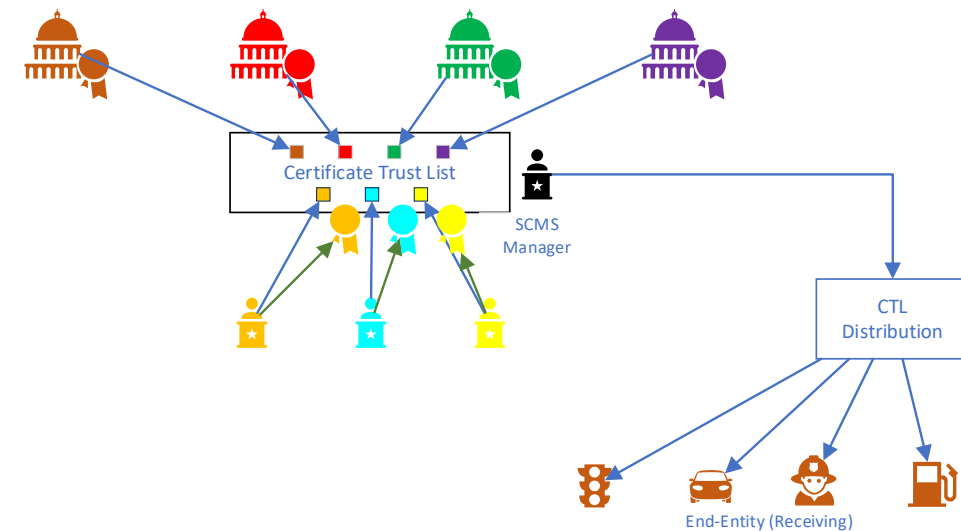 Certificate Trust List
SCMS
Manager
CTL
Distribution
End-Entity (Receiving)